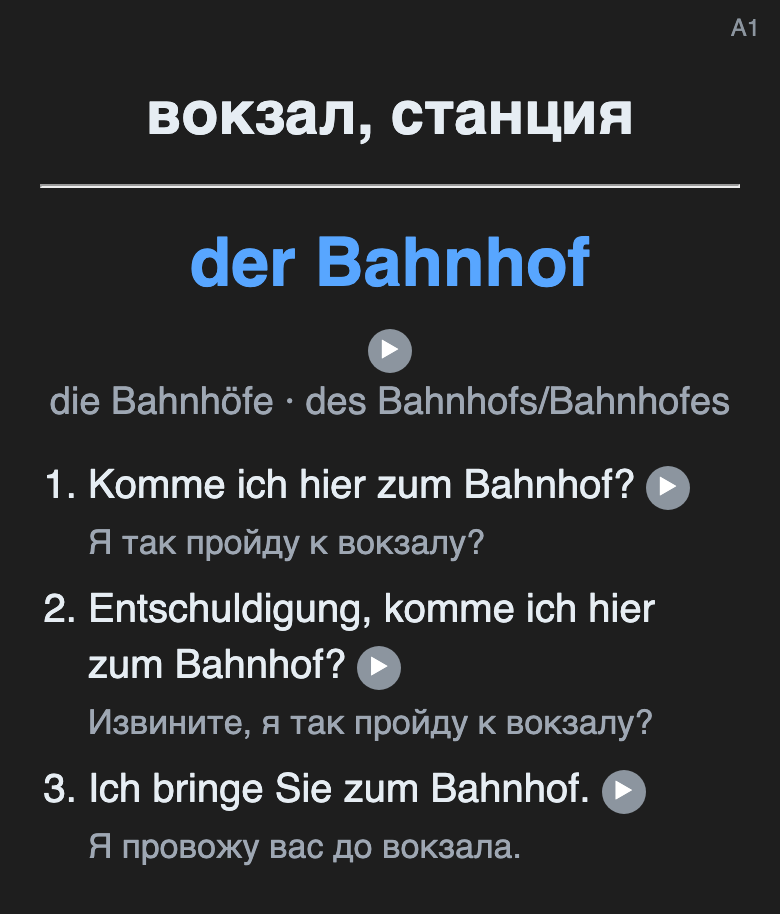 A1
вокзал, станция
der Bahnhof
die Bahnhöfe · des Bahnhofs/Bahnhofes
1. Komme ich hier zum Bahnhof?
Я так пройду к вокзалу?
2. Entschuldigung, komme ich hier
zum Bahnhof?
Извините, я так пройду к вокзалу?
3. Ich bringe Sie zum Bahnhof.
Я провожу вас до вокзала.